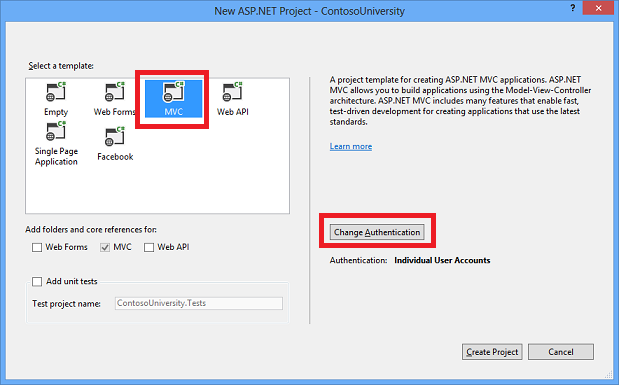 New ASP.NET Project - ContosoUniversity
?
Select a template:
Empty
Web Forms
MVC
Web API
Single Page
Application
Facebook
A project template for creating ASP.NET MVC applications. ASP.NET
MVC allows you to build applications using the Model-View-Controller
architecture. ASP.NET MVC includes many features that enable fast,
test-driven development for creating applications that use the latest
standards.
Learn more
Change Authentication
Authentication: Individual User Accounts
Add folders and core references for:
Web Forms MVC Web API
Add unit tests
Test project name: ContosoUniversity.Tests
Create Project Cancel